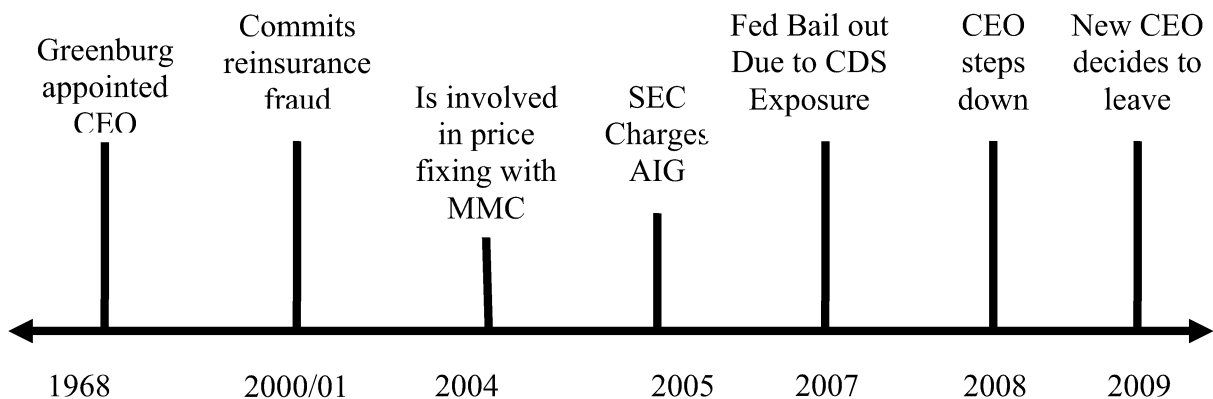 Greenburg
appointed
CEO
Commits
reinsurance
fraud
Is involved
in price
fixing with
MMC
SEC
Charges
AIG
Fed Bail out
Due to CDS
Exposure
CEO
steps
down
New CEO
decides to
leave
1968
2000/01
2004
2005
2007
2008
2009